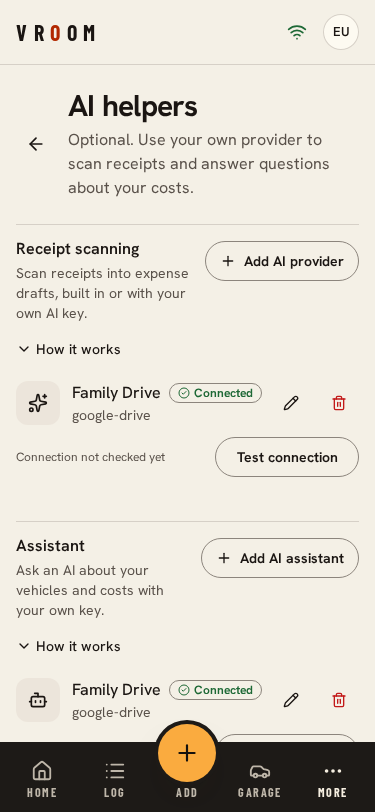 VROOM
EU
AI helpers
Optional. Use your own provider to
scan receipts and answer questions
about your costs.
Receipt scanning
Add AI provider
Scan receipts into expense
drafts, built in or with your
own AI key.
How it works
Family Drive
Connected
google-drive
Connection not checked yet
Test connection
Assistant
Add AI assistant
Ask an AI about your
vehicles and costs with
your own key.
How it works
Family Drive
Connected
google-drive
HOME
LOG
ADD
GARAGE
MORE